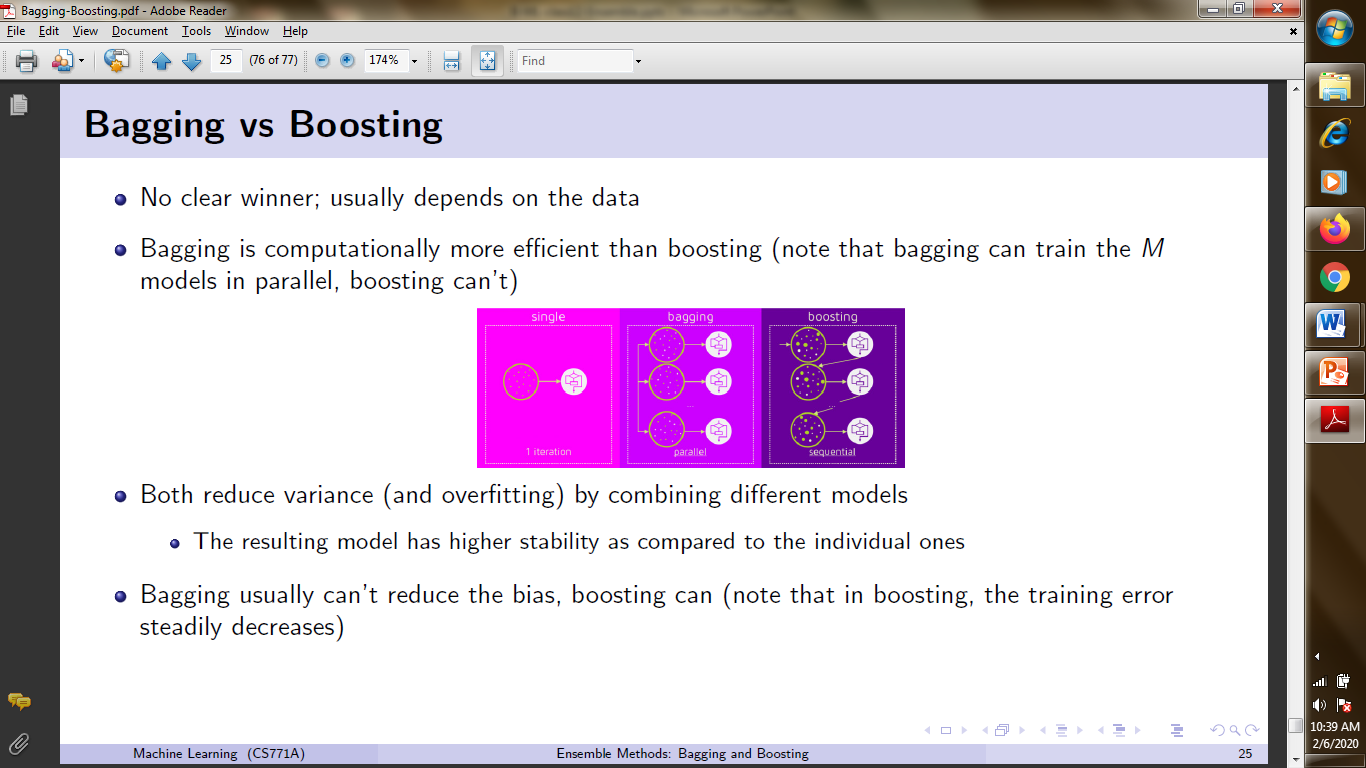 Bagging-Boosting.pdf - Adobe Reader
File Edit View Document Tools Window Help
25 (76 of 77) 174% Find
Bagging vs Boosting
No clear winner; usually depends on the data
Bagging is computationally more efficient than boosting (note that bagging can train the M
models in parallel, boosting can't)
single bagging boosting
1 iteration parallel sequential
Both reduce variance (and overfitting) by combining different models
The resulting model has higher stability as compared to the individual ones
Bagging usually can't reduce the bias, boosting can (note that in boosting, the training error
steadily decreases)
Machine Learning (CS771A) Ensemble Methods: Bagging and Boosting 25
10:39 AM
2/6/2020